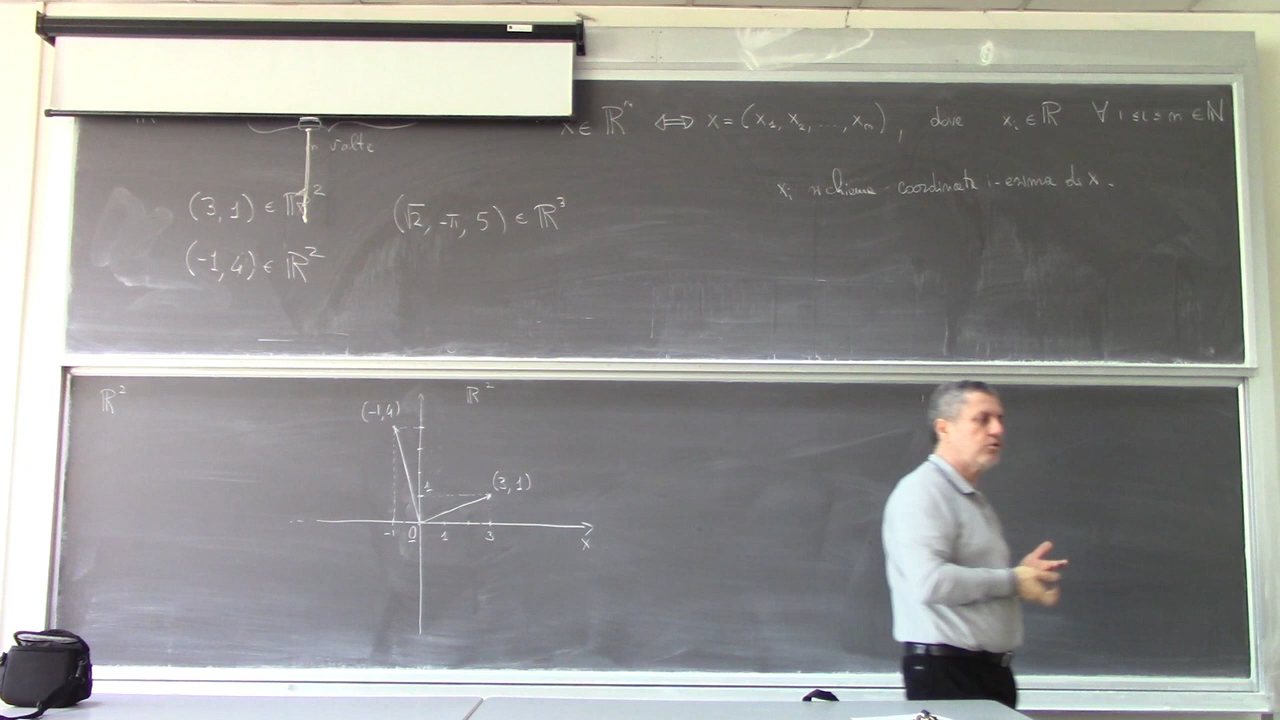 x ∈ ℝⁿ ⟺ x = (x₁, x₂, ..., xₙ), dove xᵢ ∈ ℝ ∀ 1 ≤ i ≤ n ∈ ℕ
n volte
xᵢ si chiama coordinata i-esima di x.
(3, 1) ∈ ℝ²
(√2, -π, 5) ∈ ℝ³
(-1, 4) ∈ ℝ²
ℝ²
ℝ²
(-1, 4)
1
(3, 1)
-1 0 1 3
x